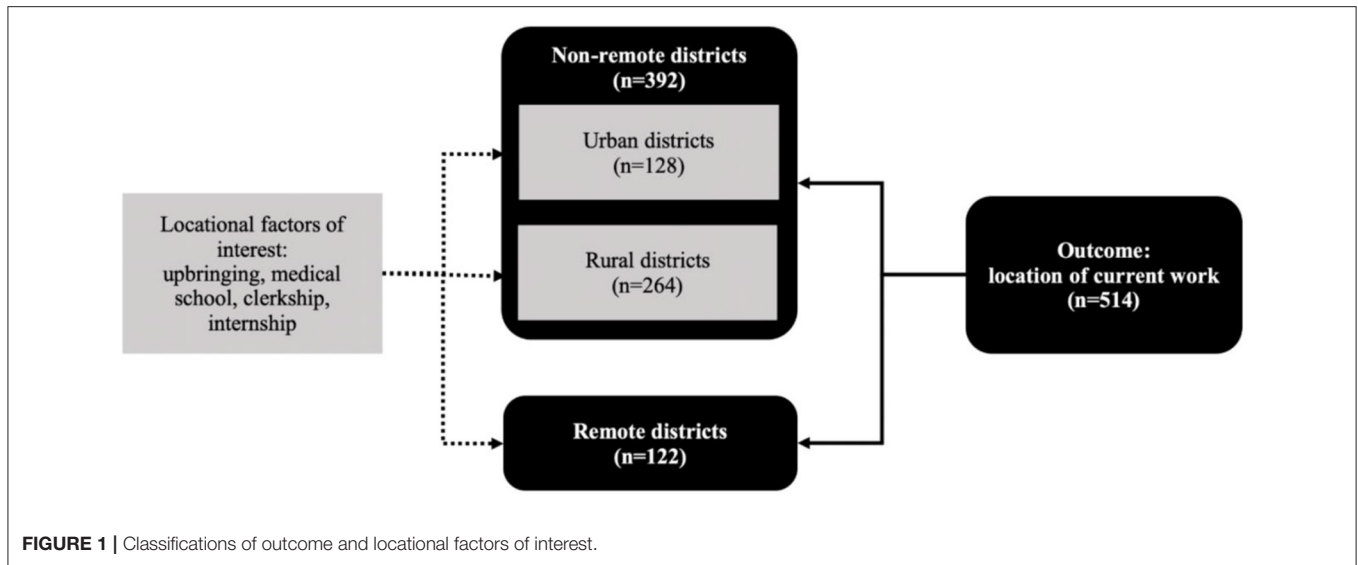 Non-remote districts
(n=392)
Urban districts
(n=128)
Rural districts
(n=264)
Remote districts
(n=122)
Locational factors of
interest:
upbringing, medical
school, clerkship,
internship
Outcome:
location of current work
(n=514)
FIGURE 1 | Classifications of outcome and locational factors of interest.